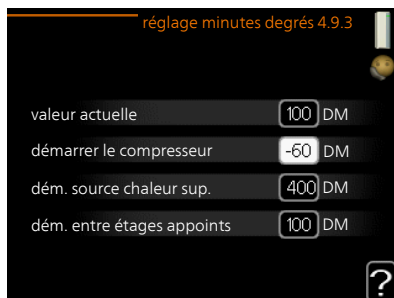 réglage minutes degrés 4.9.3
valeur actuelle 100 DM
démarrer le compresseur -60 DM
dém. source chaleur sup. 400 DM
dém. entre étages appoints 100 DM
?